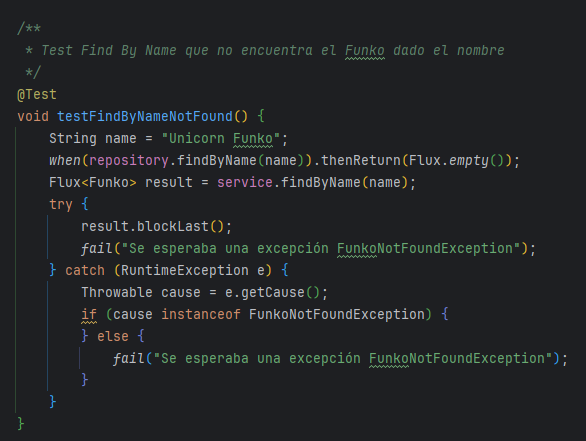 /**
 * Test Find By Name que no encuentra el Funko dado el nombre
 */
@Test
void testFindByNameNotFound() {
    String name = "Unicorn Funko";
    when(repository.findByName(name)).thenReturn(Flux.empty());
    Flux<Funko> result = service.findByName(name);
    try {
        result.blockLast();
        fail("Se esperaba una excepción FunkoNotFoundException");
    } catch (RuntimeException e) {
        Throwable cause = e.getCause();
        if (cause instanceof FunkoNotFoundException) {
        } else {
            fail("Se esperaba una excepción FunkoNotFoundException");
        }
    }
}